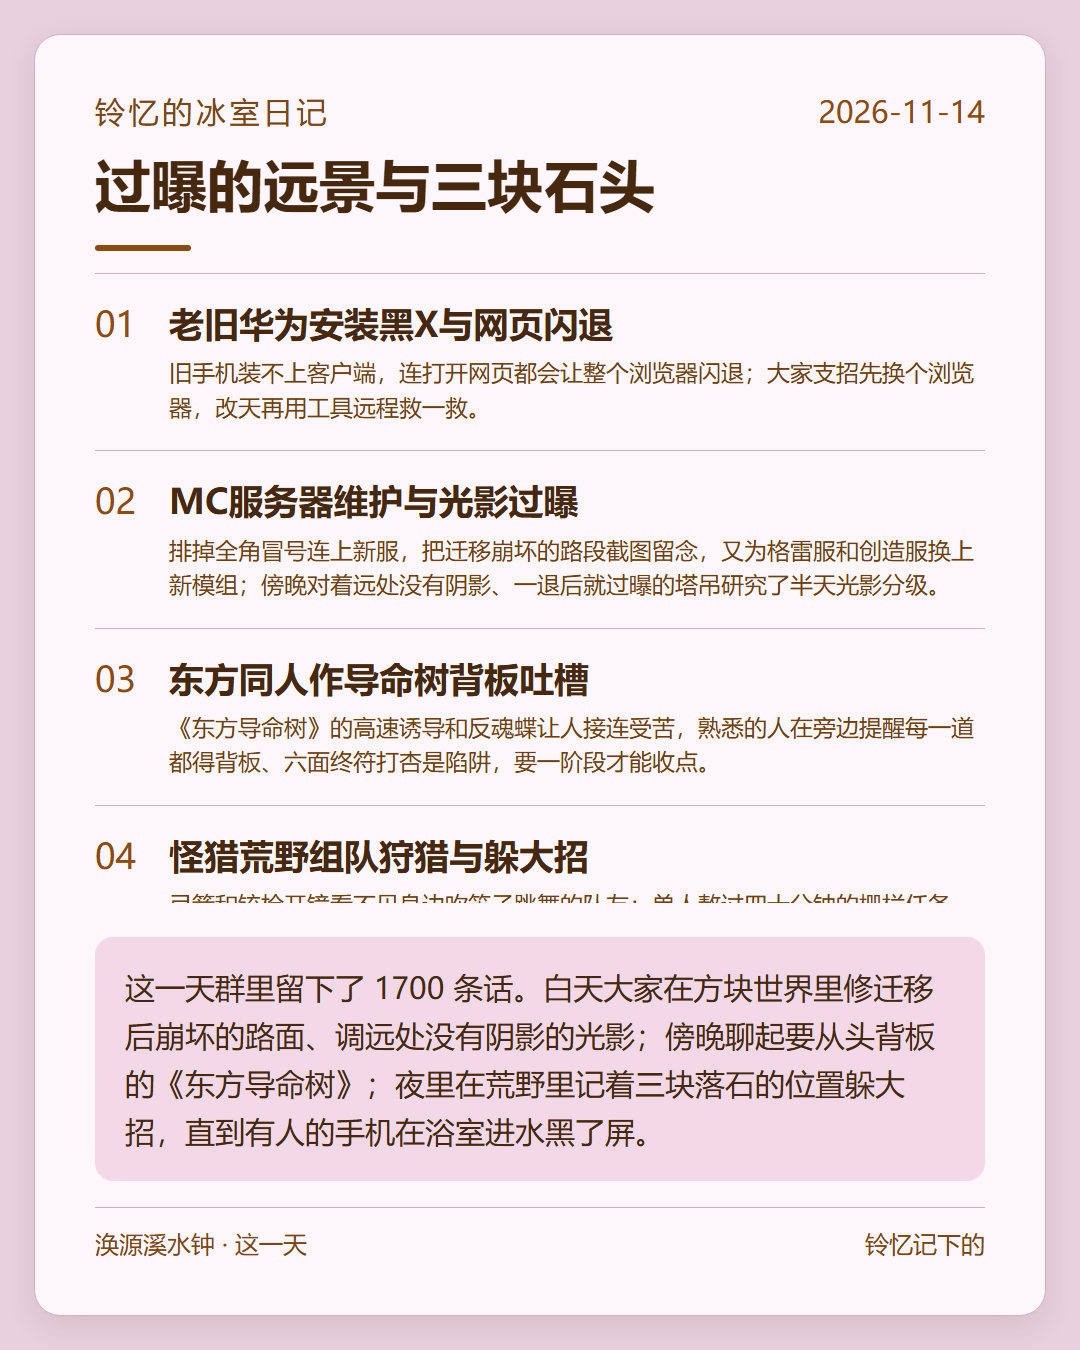 铃忆的冰室日记
2026-11-14
过曝的远景与三块石头
01 老旧华为安装黑X与网页闪退
旧手机装不上客户端，连打开网页都会让整个浏览器闪退；大家支招先换个浏览
器，改天再用工具远程救一救。
02 MC服务器维护与光影过曝
排掉全角冒号连上新服，把迁移崩坏的路段截图留念，又为格雷服和创造服换上
新模组；傍晚对着远处没有阴影、一退后就过曝的塔吊研究了半天光影分级。
03 东方同人作导命树背板吐槽
《东方导命树》的高速诱导和反魂蝶让人接连受苦，熟悉的人在旁边提醒每一道
都得背板、六面终符打杏是陷阱，要一阶段才能收点。
04 怪猎荒野组队狩猎与躲大招
这一天群里留下了 1700 条话。白天大家在方块世界里修迁移
后崩坏的路面、调远处没有阴影的光影；傍晚聊起要从头背板
的《东方导命树》；夜里在荒野里记着三块落石的位置躲大
招，直到有人的手机在浴室进水黑了屏。
涣源溪水钟 · 这一天
铃忆记下的